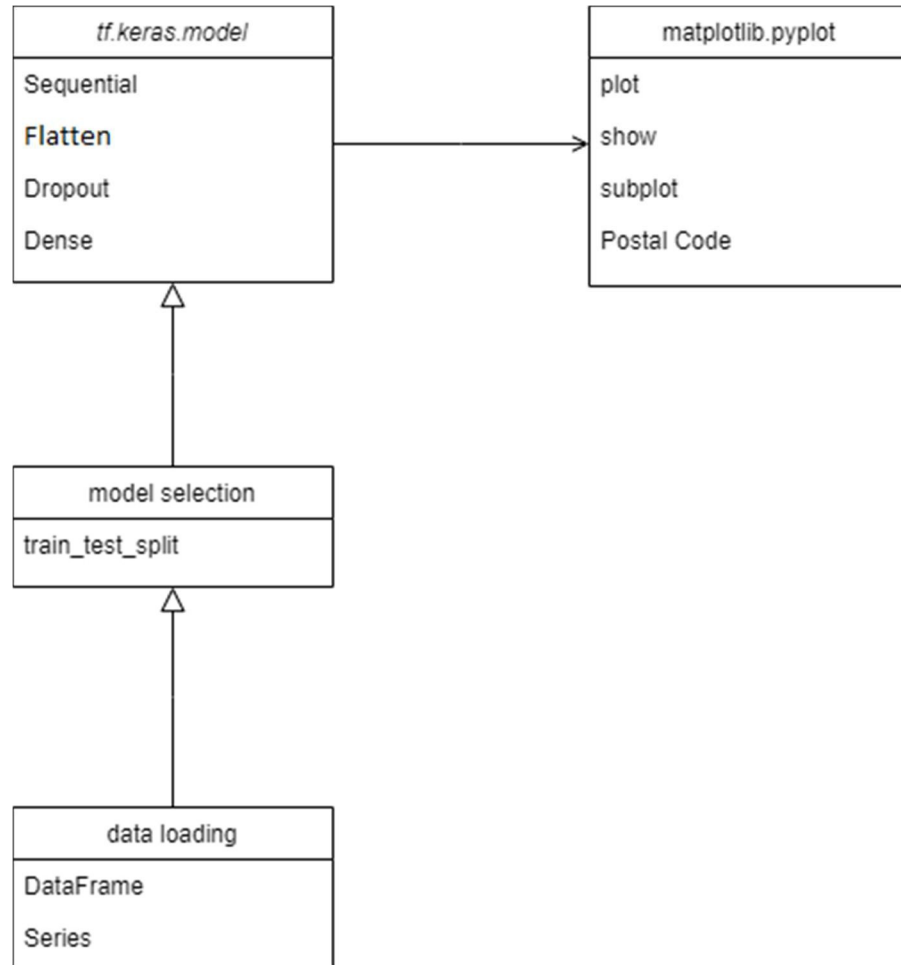 tf.keras.model
Sequential
Flatten
Dropout
Dense
matplotlib.pyplot
plot
show
subplot
Postal Code
model selection
train_test_split
data loading
DataFrame
Series